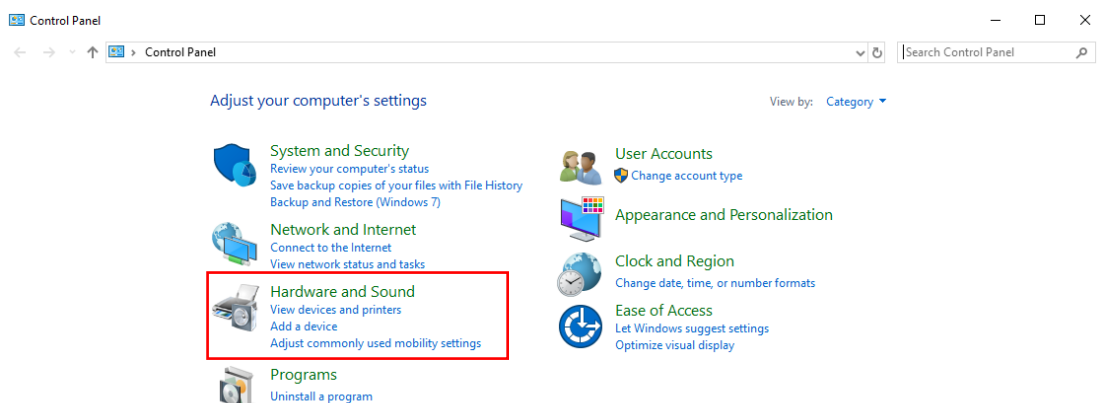 Control Panel
Control Panel
Search Control Panel
Adjust your computer's settings
View by: Category
System and Security
Review your computer's status
Save backup copies of your files with File History
Backup and Restore (Windows 7)
Network and Internet
Connect to the Internet
View network status and tasks
Hardware and Sound
View devices and printers
Add a device
Adjust commonly used mobility settings
Programs
Uninstall a program
User Accounts
Change account type
Appearance and Personalization
Clock and Region
Change date, time, or number formats
Ease of Access
Let Windows suggest settings
Optimize visual display